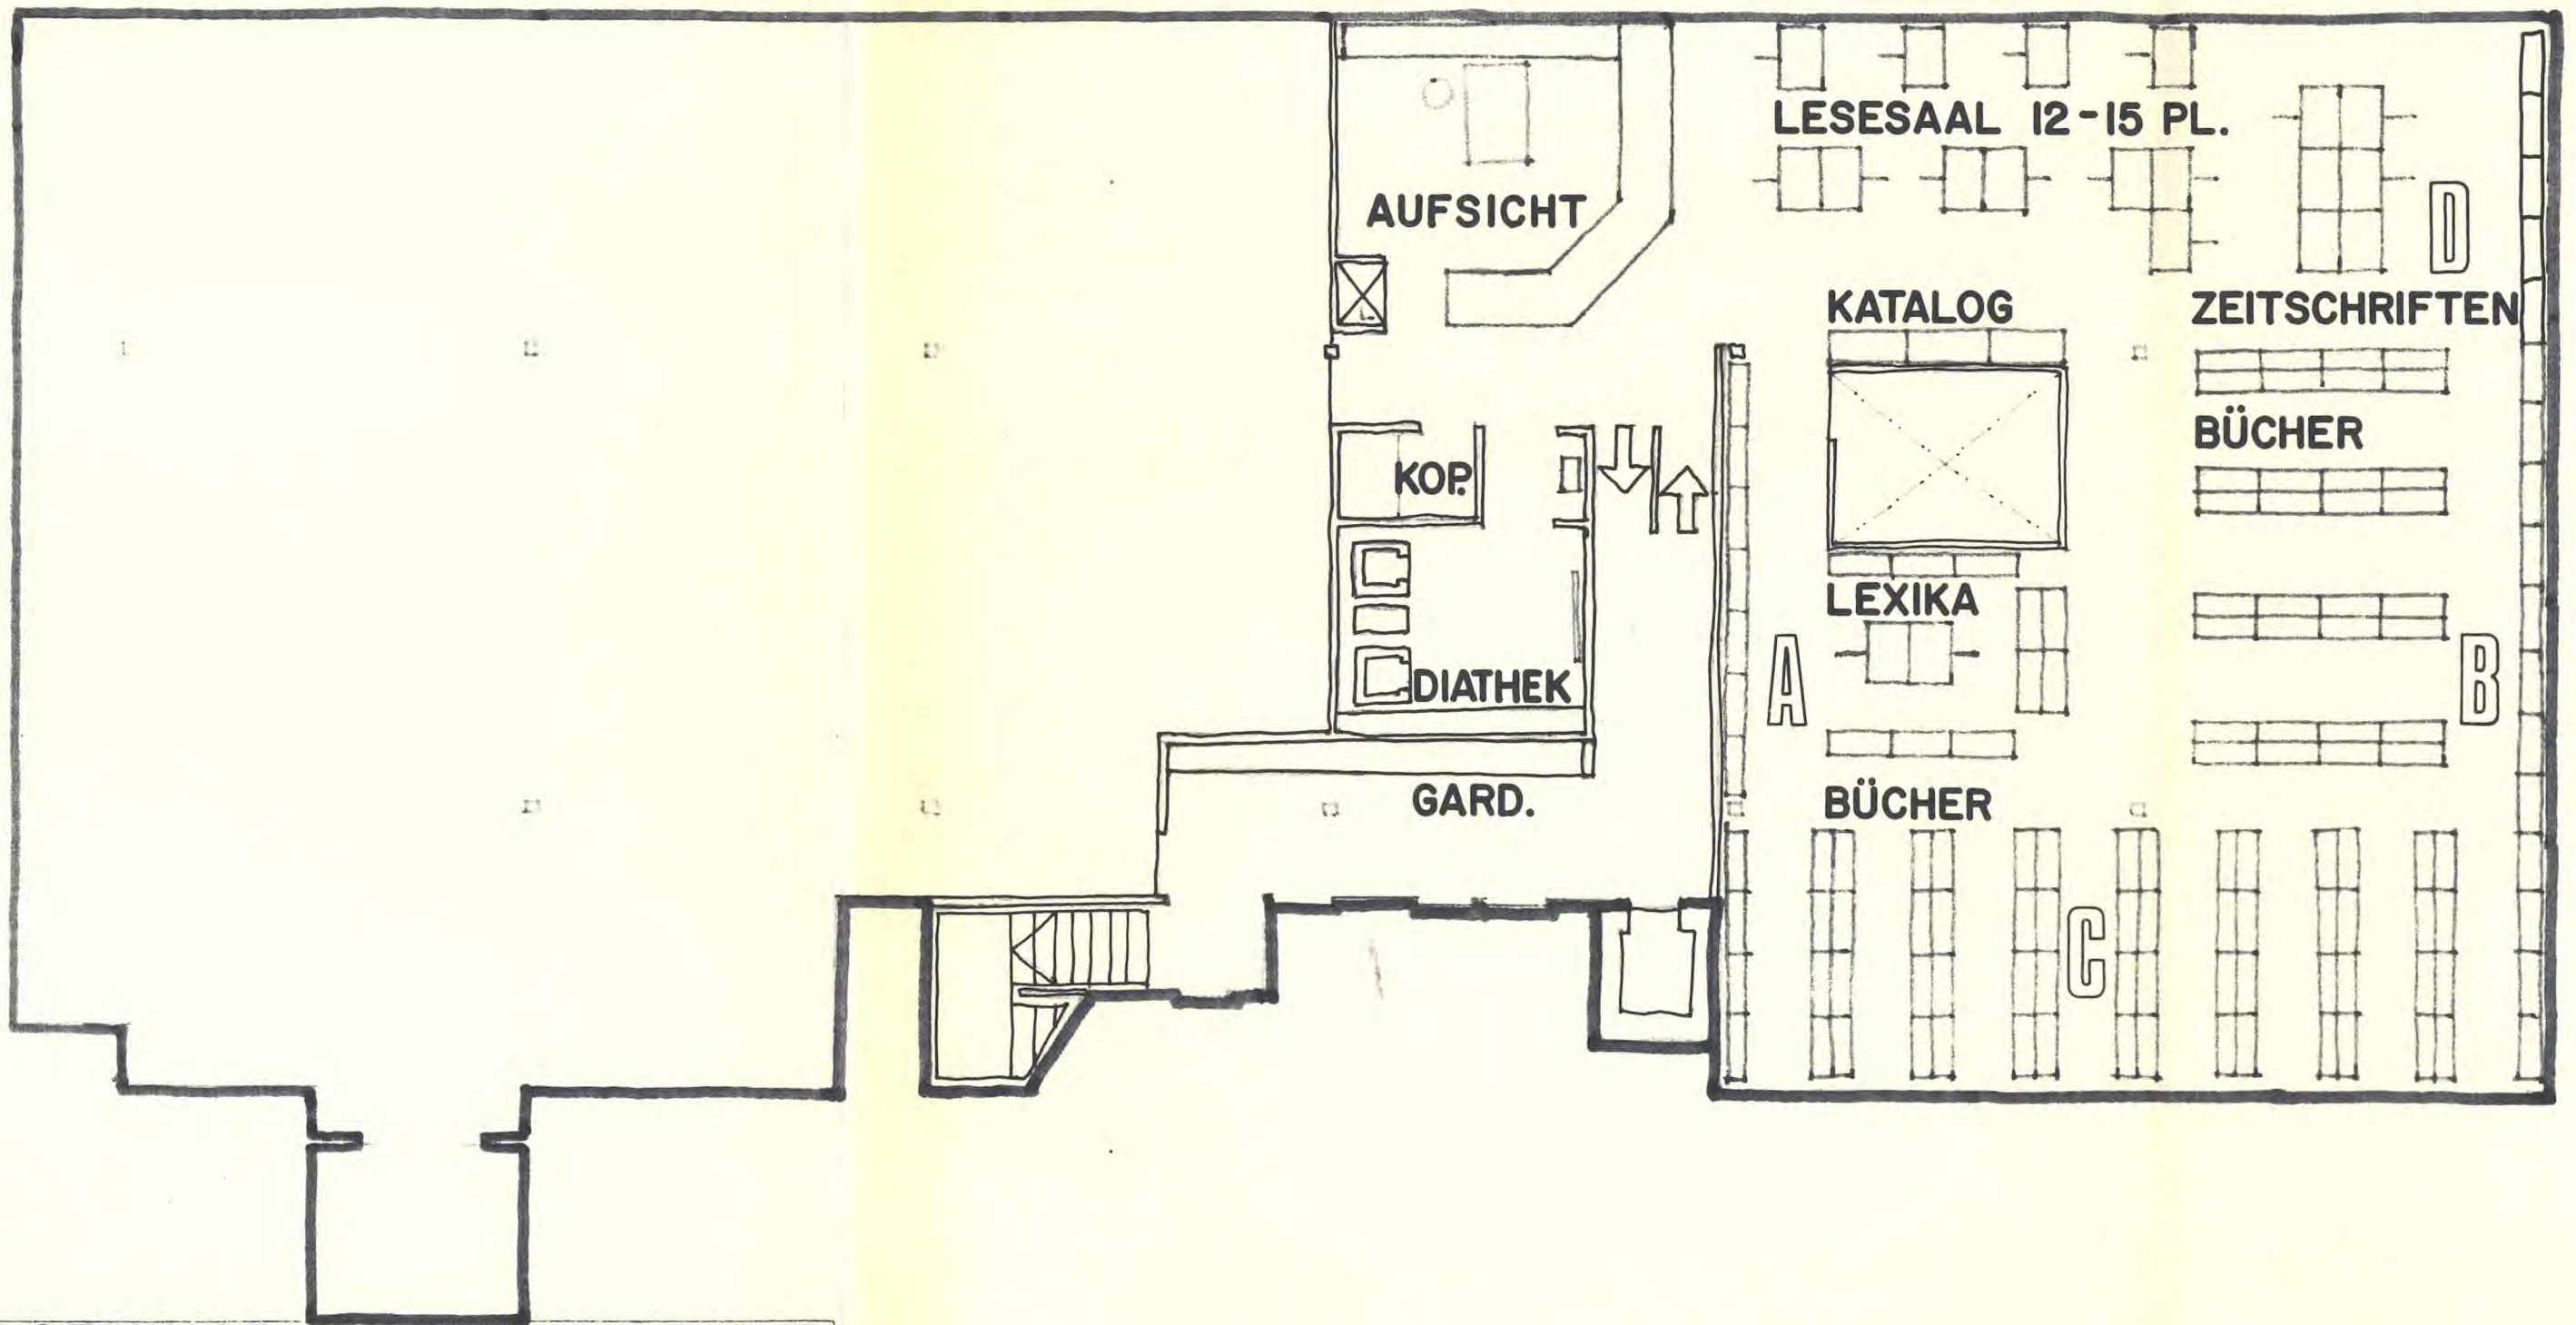 LESESAAL 12-15 PL.
AUFSICHT
D
KATALOG
ZEITSCHRIFTEN
BÜCHER
KOP.
LEXIKA
A
B
DIATHEK
GARD.
BÜCHER
C